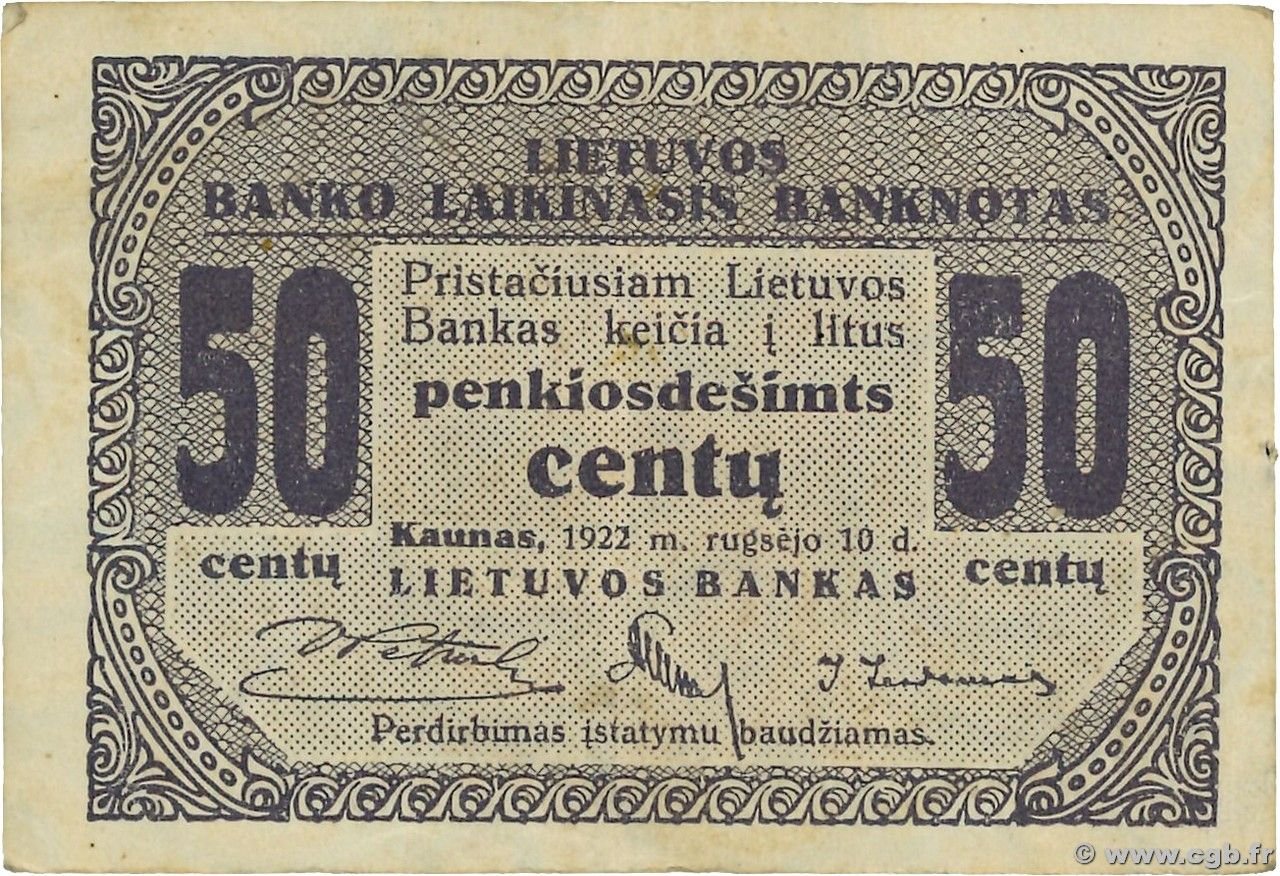 LIETUVOS
BANKO LAIKINASIS BANKNOTAS
50
Pristačiusiam Lietuvos
Bankas keičia į litus
penkiosdešimts
centų
50
centų
Kaunas, 1922 m. rugsėjo 10 d.
LIETUVOS BANKAS
centų
Perdirbimas įstatymu baudžiamas.
© www.cgb.fr